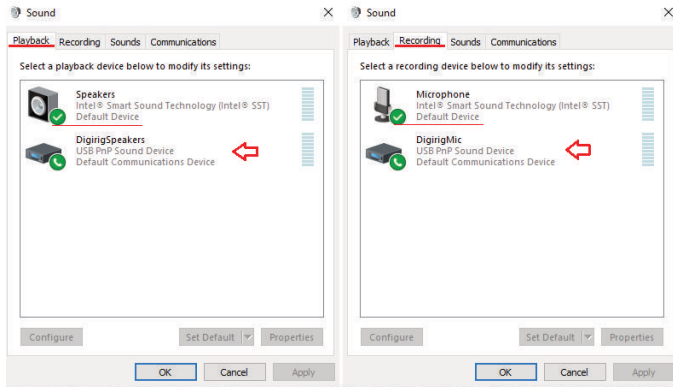 Sound
Playback Recording Sounds Communications
Select a playback device below to modify its settings:
Speakers
Intel® Smart Sound Technology (Intel® SST)
Default Device
DigirigSpeakers
USB PnP Sound Device
Default Communications Device
Configure Set Default Properties
OK Cancel Apply
Sound
Playback Recording Sounds Communications
Select a recording device below to modify its settings:
Microphone
Intel® Smart Sound Technology (Intel® SST)
Default Device
DigirigMic
USB PnP Sound Device
Default Communications Device
Configure Set Default Properties
OK Cancel Apply